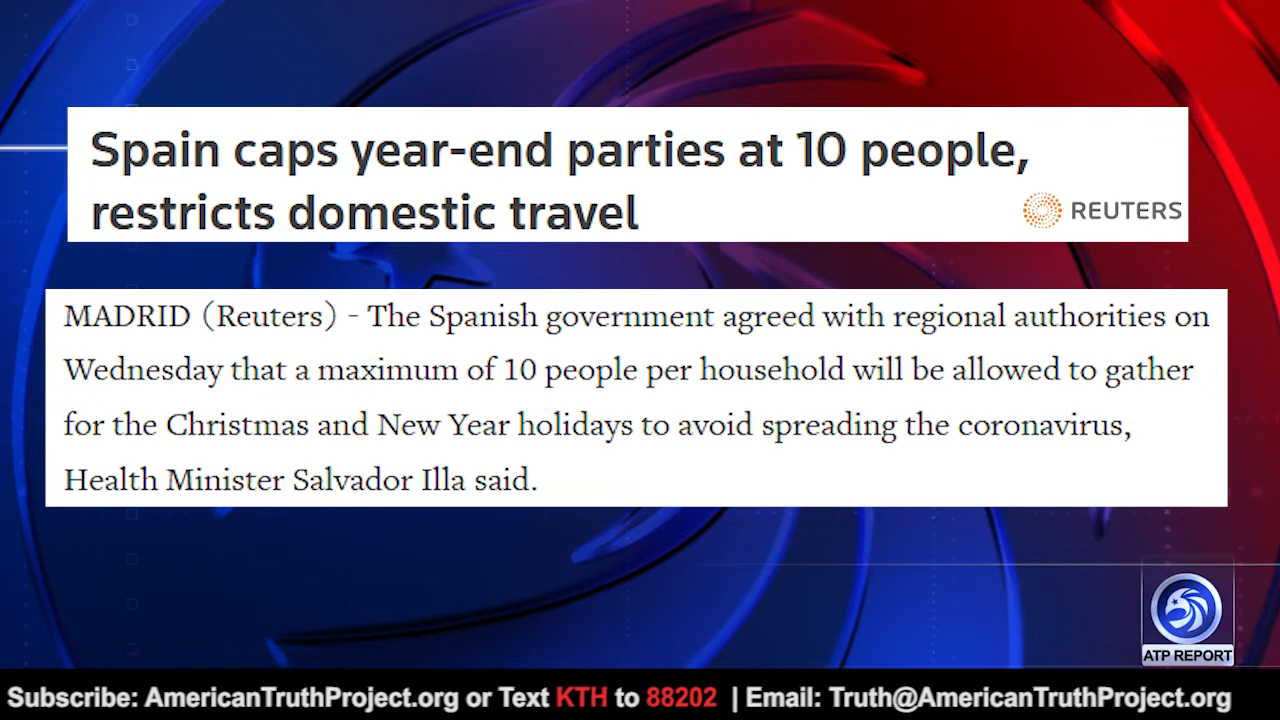 Spain caps year-end parties at 10 people,
restricts domestic travel
REUTERS
MADRID (Reuters) - The Spanish government agreed with regional authorities on
Wednesday that a maximum of 10 people per household will be allowed to gather
for the Christmas and New Year holidays to avoid spreading the coronavirus,
Health Minister Salvador Illa said.
ATP REPORT
Subscribe: AmericanTruthProject.org or Text KTH to 88202 | Email: Truth@AmericanTruthProject.org